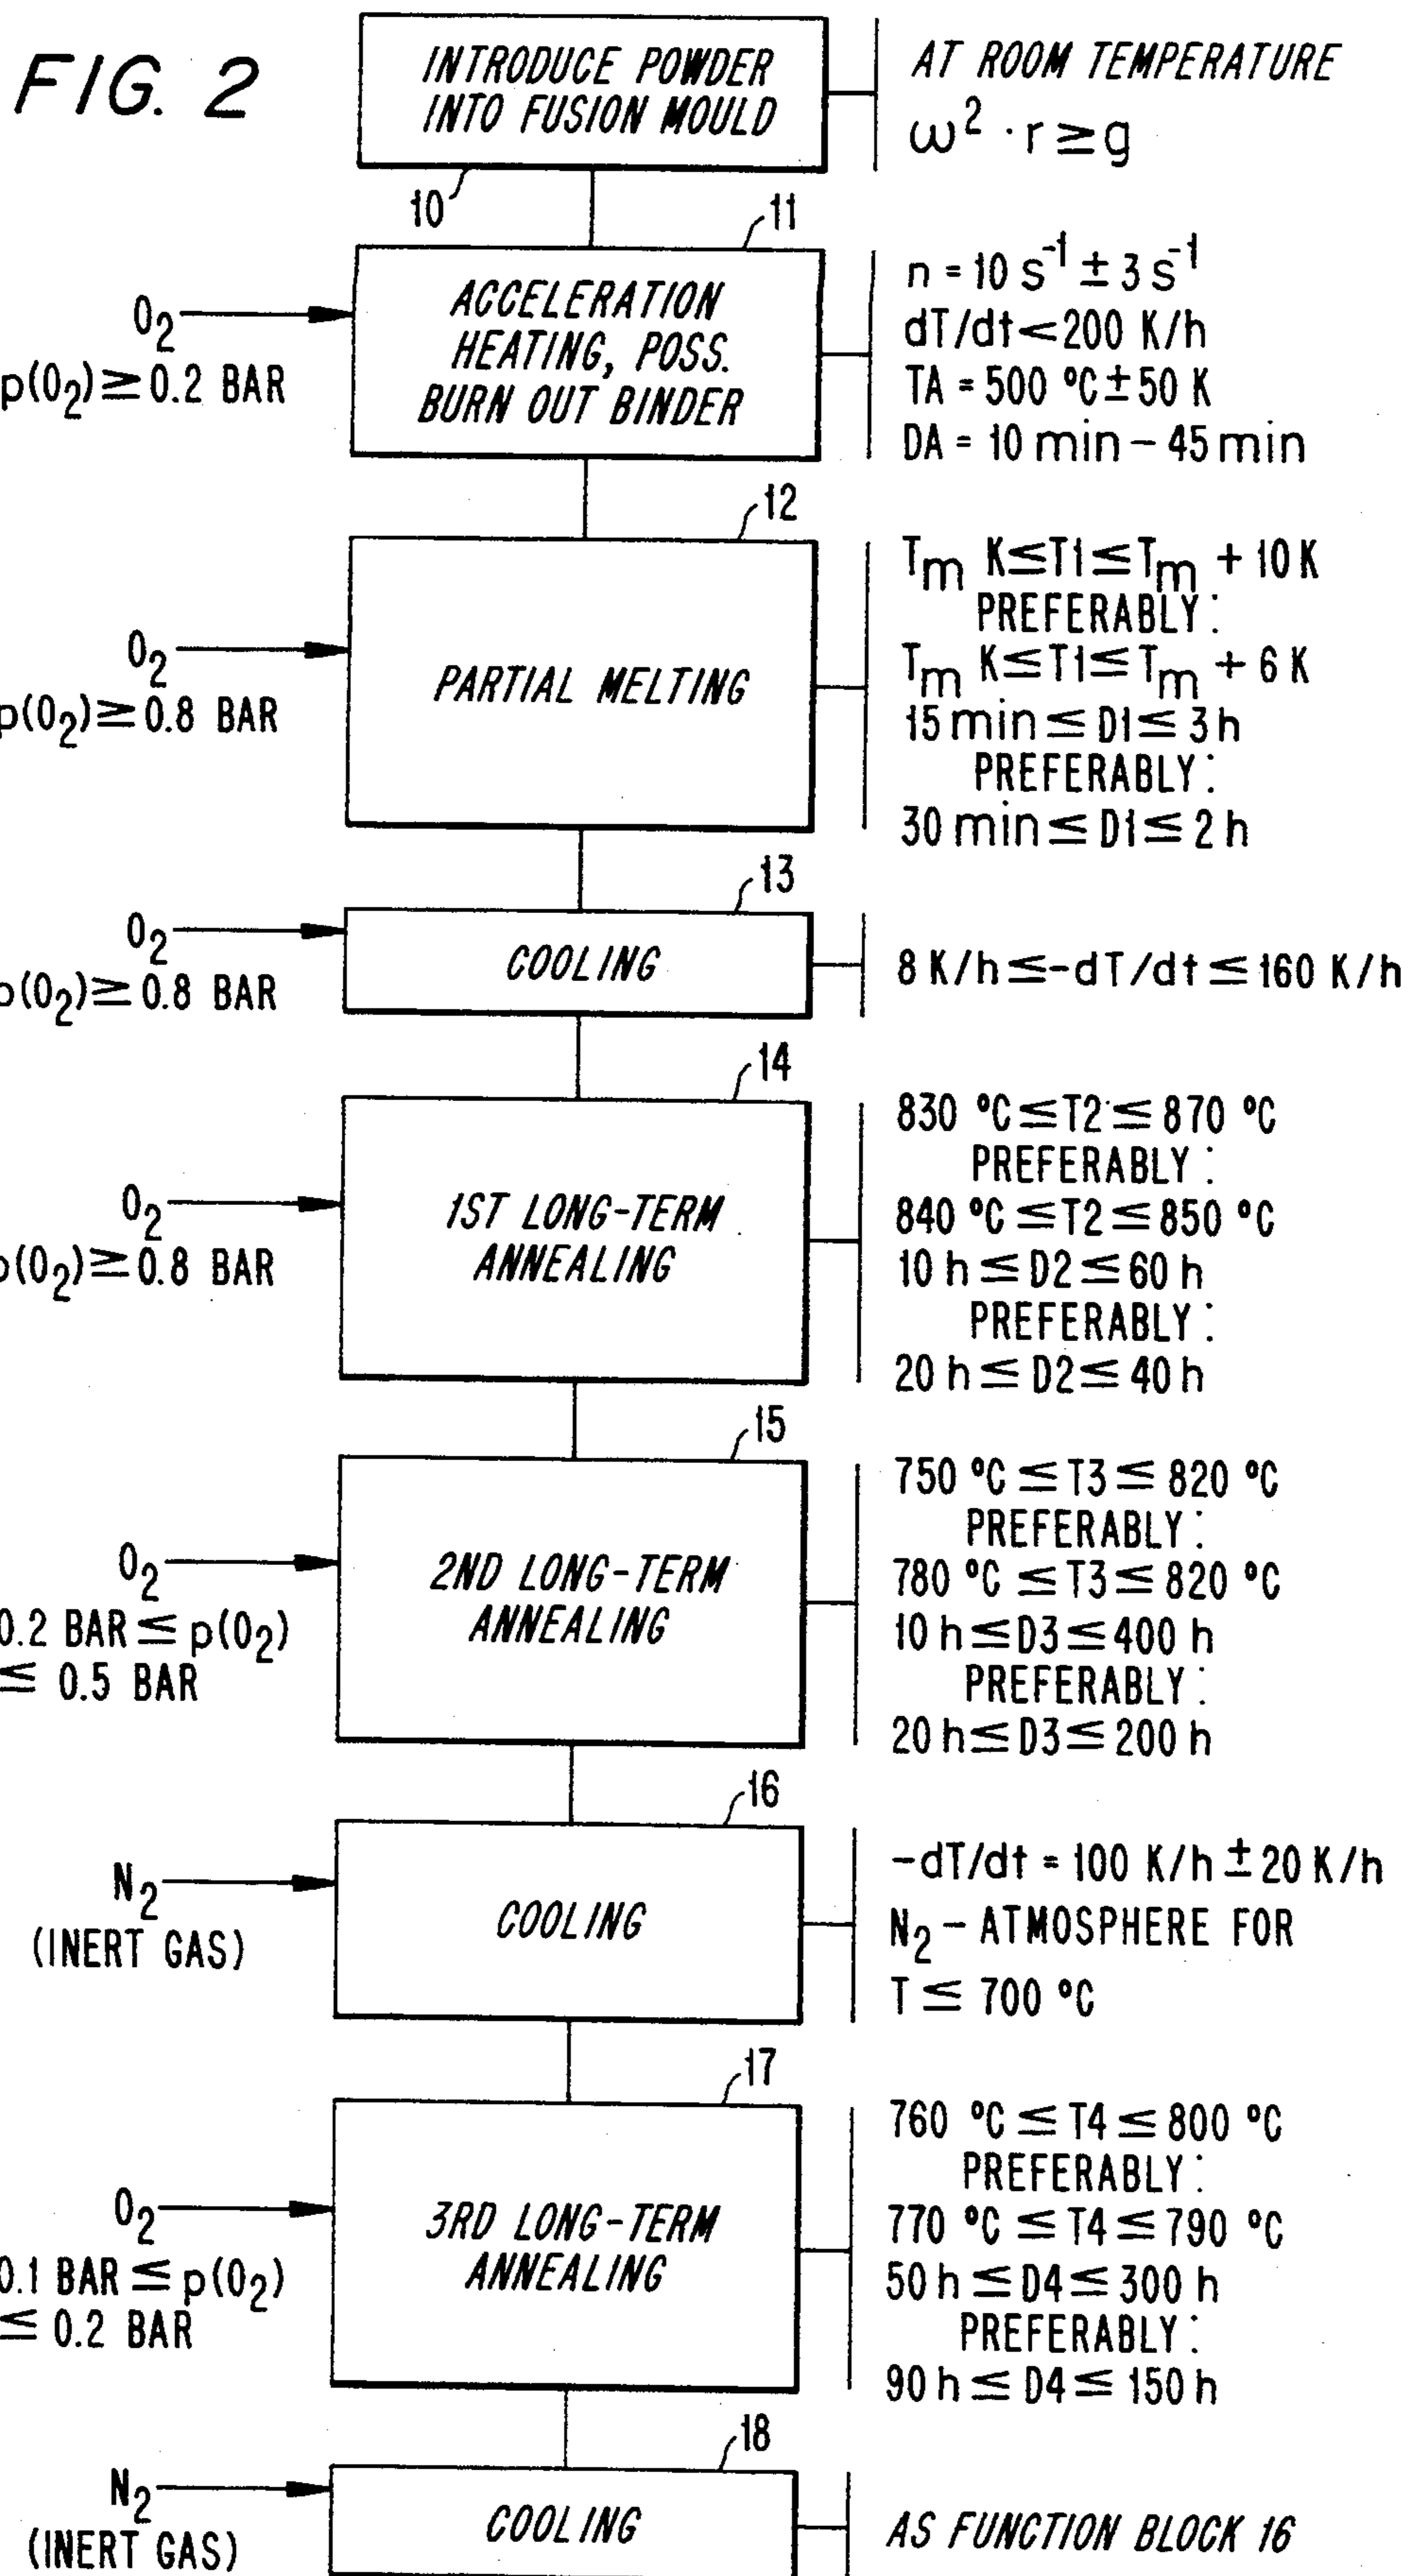 FIG. 2
INTRODUCE POWDER
INTO FUSION MOULD
AT ROOM TEMPERATURE
ω² · r ≧ g
10
11
O₂
p(O₂) ≧ 0.2 BAR
ACCELERATION
HEATING, POSS.
BURN OUT BINDER
n = 10 s⁻¹ ± 3 s⁻¹
dT/dt < 200 K/h
TA = 500 °C ± 50 K
DA = 10 min – 45 min
12
O₂
p(O₂) ≧ 0.8 BAR
PARTIAL MELTING
Tₘ K ≦ T1 ≦ Tₘ + 10 K
PREFERABLY:
Tₘ K ≦ T1 ≦ Tₘ + 6 K
15 min ≦ D1 ≦ 3 h
PREFERABLY:
30 min ≦ D1 ≦ 2 h
13
O₂
p(O₂) ≧ 0.8 BAR
COOLING
8 K/h ≦ -dT/dt ≦ 160 K/h
14
O₂
p(O₂) ≧ 0.8 BAR
1ST LONG-TERM
ANNEALING
830 °C ≦ T2 ≦ 870 °C
PREFERABLY:
840 °C ≦ T2 ≦ 850 °C
10 h ≦ D2 ≦ 60 h
PREFERABLY:
20 h ≦ D2 ≦ 40 h
15
O₂
0.2 BAR ≦ p(O₂)
≦ 0.5 BAR
2ND LONG-TERM
ANNEALING
750 °C ≦ T3 ≦ 820 °C
PREFERABLY:
780 °C ≦ T3 ≦ 820 °C
10 h ≦ D3 ≦ 400 h
PREFERABLY:
20 h ≦ D3 ≦ 200 h
16
N₂
(INERT GAS)
COOLING
-dT/dt = 100 K/h ± 20 K/h
N₂ – ATMOSPHERE FOR
T ≦ 700 °C
17
O₂
0.1 BAR ≦ p(O₂)
≦ 0.2 BAR
3RD LONG-TERM
ANNEALING
760 °C ≦ T4 ≦ 800 °C
PREFERABLY:
770 °C ≦ T4 ≦ 790 °C
50 h ≦ D4 ≦ 300 h
PREFERABLY:
90 h ≦ D4 ≦ 150 h
18
N₂
(INERT GAS)
COOLING
AS FUNCTION BLOCK 16